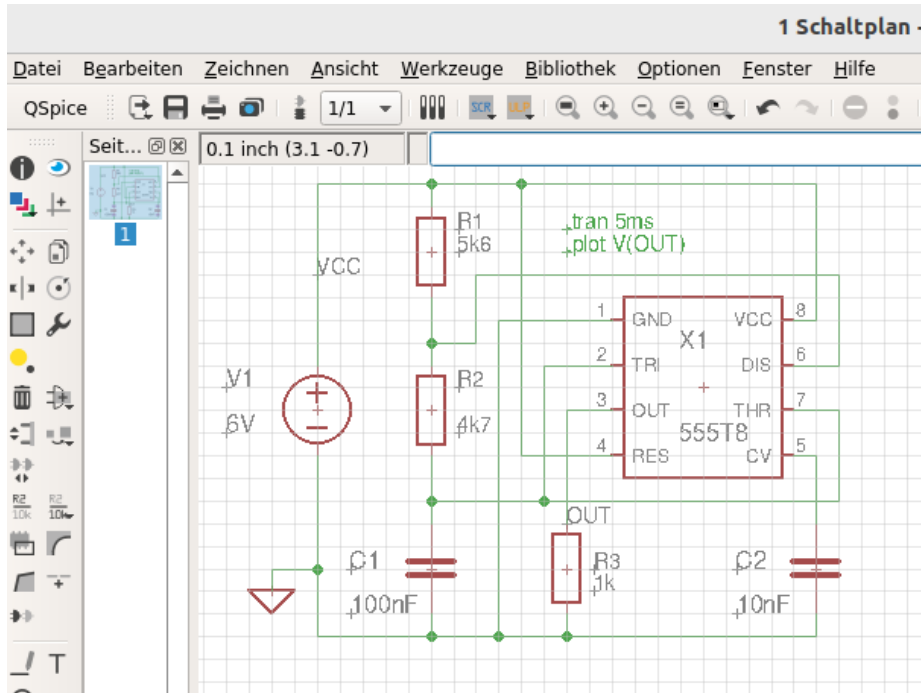 1 Schaltplan -
Datei Bearbeiten Zeichnen Ansicht Werkzeuge Bibliothek Optionen Fenster Hilfe
QSpice 1/1 SCR ULP
Seit... 0.1 inch (3.1 -0.7)
1
R2
10k
R2
10k
T
VCC
V1
6V
R1
5k6
R2
4k7
tran 5ms
plot V(OUT)
1 GND VCC 8
X1
2 TRI DIS 6
3 OUT THR 7
555T8
4 RES CV 5
OUT
C1
100nF
R3
1k
C2
10nF